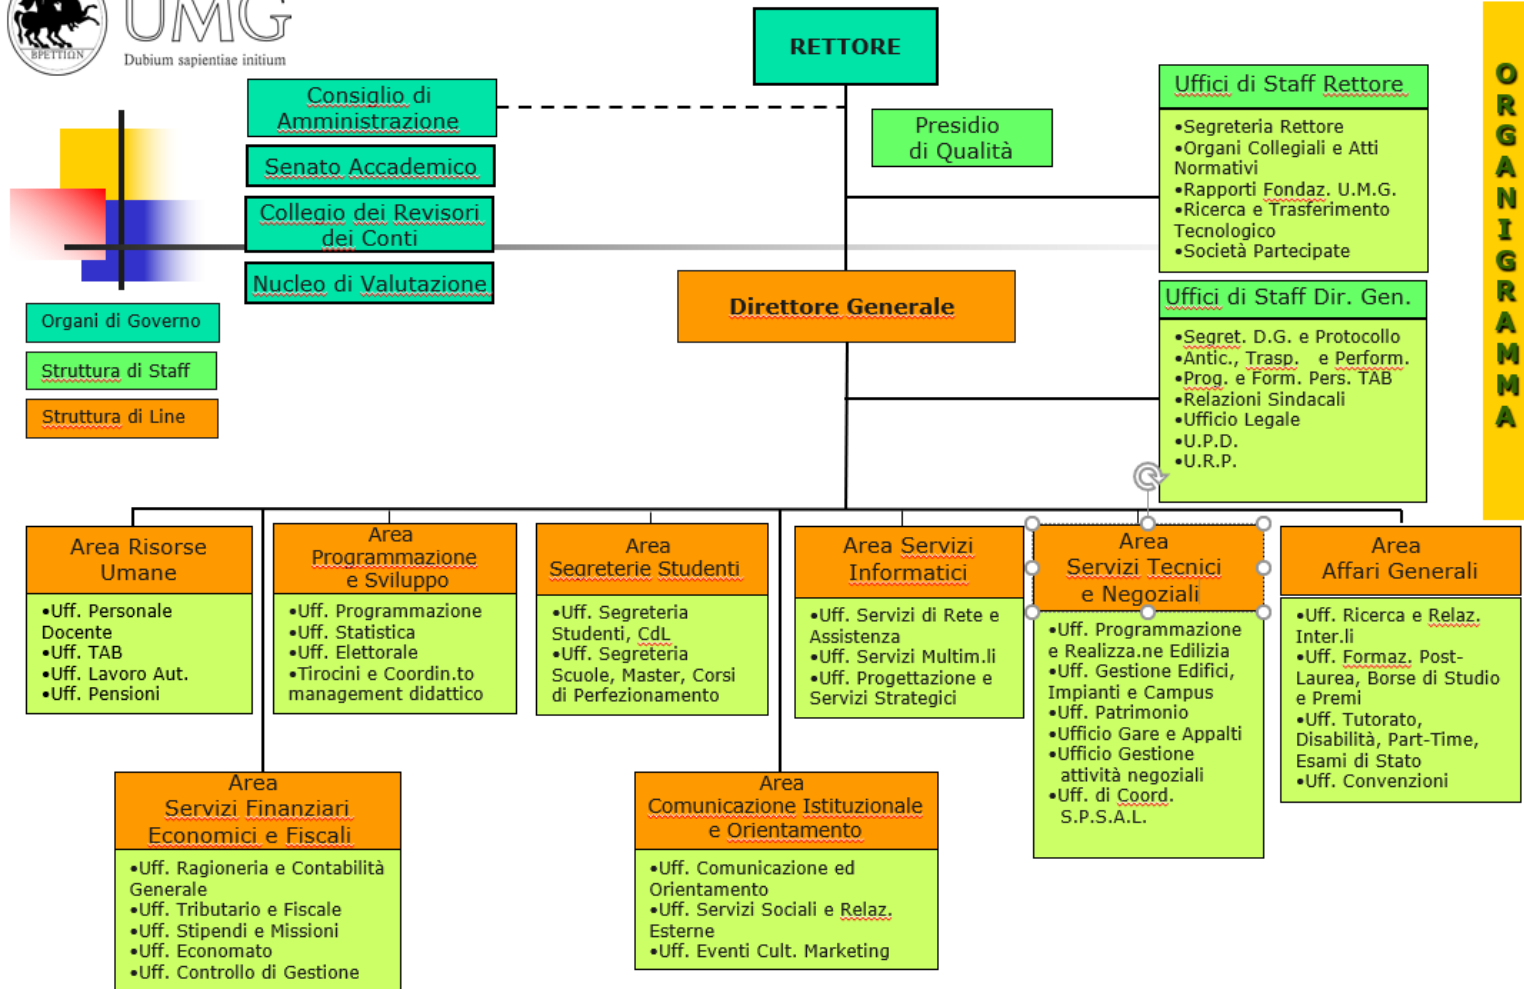 UMG
BPETTION
Dubium sapientiae initium
RETTORE
Consiglio di
Amministrazione
Senato Accademico
Collegio dei Revisori
dei Conti
Nucleo di Valutazione
Presidio
di Qualità
Uffici di Staff Rettore
•Segreteria Rettore
•Organi Collegiali e Atti
Normativi
•Rapporti Fondaz. U.M.G.
•Ricerca e Trasferimento
Tecnologico
•Società Partecipate
ORGANIGRAMMA
Organi di Governo
Struttura di Staff
Struttura di Line
Direttore Generale
Uffici di Staff Dir. Gen.
•Segret. D.G. e Protocollo
•Antic., Trasp. e Perform.
•Prog. e Form. Pers. TAB
•Relazioni Sindacali
•Ufficio Legale
•U.P.D.
•U.R.P.
Area Risorse
Umane
•Uff. Personale
Docente
•Uff. TAB
•Uff. Lavoro Aut.
•Uff. Pensioni
Area
Programmazione
e Sviluppo
•Uff. Programmazione
•Uff. Statistica
•Uff. Elettorale
•Tirocini e Coordin.to
management didattico
Area
Segreterie Studenti
•Uff. Segreteria
Studenti, CdL
•Uff. Segreteria
Scuole, Master, Corsi
di Perfezionamento
Area Servizi
Informatici
•Uff. Servizi di Rete e
Assistenza
•Uff. Servizi Multim.li
•Uff. Progettazione e
Servizi Strategici
Area
Servizi Tecnici
e Negoziali
•Uff. Programmazione
e Realizza.ne Edilizia
•Uff. Gestione Edifici,
Impianti e Campus
•Uff. Patrimonio
•Ufficio Gare e Appalti
•Ufficio Gestione
attività negoziali
•Uff. di Coord.
S.P.S.A.L.
Area
Affari Generali
•Uff. Ricerca e Relaz.
Inter.li
•Uff. Formaz. Post-
Laurea, Borse di Studio
e Premi
•Uff. Tutorato,
Disabilità, Part-Time,
Esami di Stato
•Uff. Convenzioni
Area
Servizi Finanziari
Economici e Fiscali
•Uff. Ragioneria e Contabilità
Generale
•Uff. Tributario e Fiscale
•Uff. Stipendi e Missioni
•Uff. Economato
•Uff. Controllo di Gestione
Area
Comunicazione Istituzionale
e Orientamento
•Uff. Comunicazione ed
Orientamento
•Uff. Servizi Sociali e Relaz.
Esterne
•Uff. Eventi Cult. Marketing